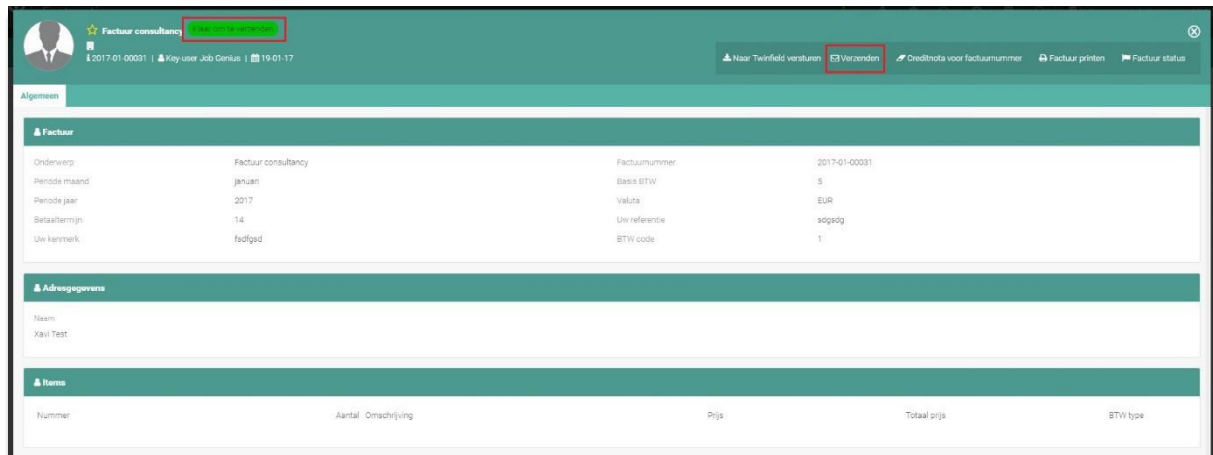 Factuur consultancy Klaar om te verzenden
2017-01-00031 | Key-user Job Genius | 19-01-17
Naar Twinfield versturen Verzenden Creditnota voor factuurnummer Factuur printen Factuur status
Algemeen
Factuur
Onderwerp Factuur consultancy Factuurnummer 2017-01-00031
Periode maand januari Basis BTW 5
Periode jaar 2017 Valuta EUR
Betaaltermijn 14 Uw referentie sdgsdg
Uw kenmerk fsdfgsd BTW code 1
Adresgegevens
Naam
Xavi Test
Items
Nummer Aantal Omschrijving Prijs Totaal prijs BTW type